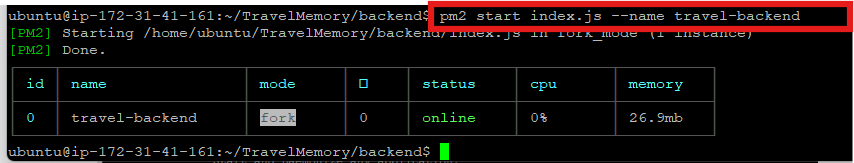 ubuntu@ip-172-31-41-161:~/TravelMemory/backend$ pm2 start index.js --name travel-backend
[PM2] Starting /home/ubuntu/TravelMemory/backend/index.js in fork_mode (1 instance)
[PM2] Done.
id name mode status cpu memory
0 travel-backend fork 0 online 0% 26.9mb
ubuntu@ip-172-31-41-161:~/TravelMemory/backend$